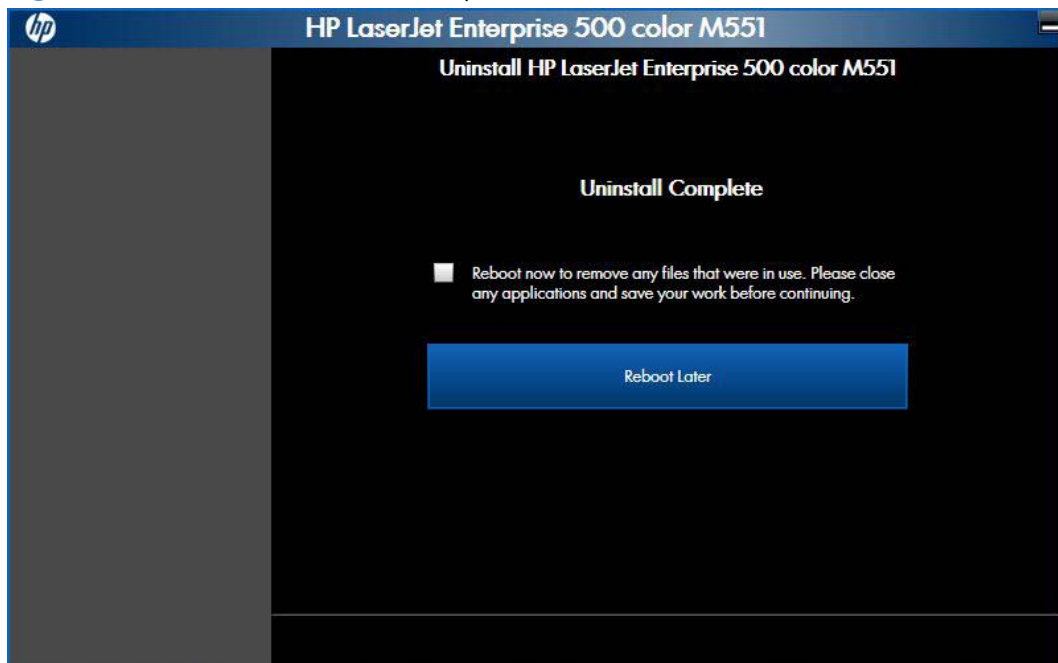 hp
HP LaserJet Enterprise 500 color M551
Uninstall HP LaserJet Enterprise 500 color M551
Uninstall Complete
Reboot now to remove any files that were in use. Please close
any applications and save your work before continuing.
Reboot Later